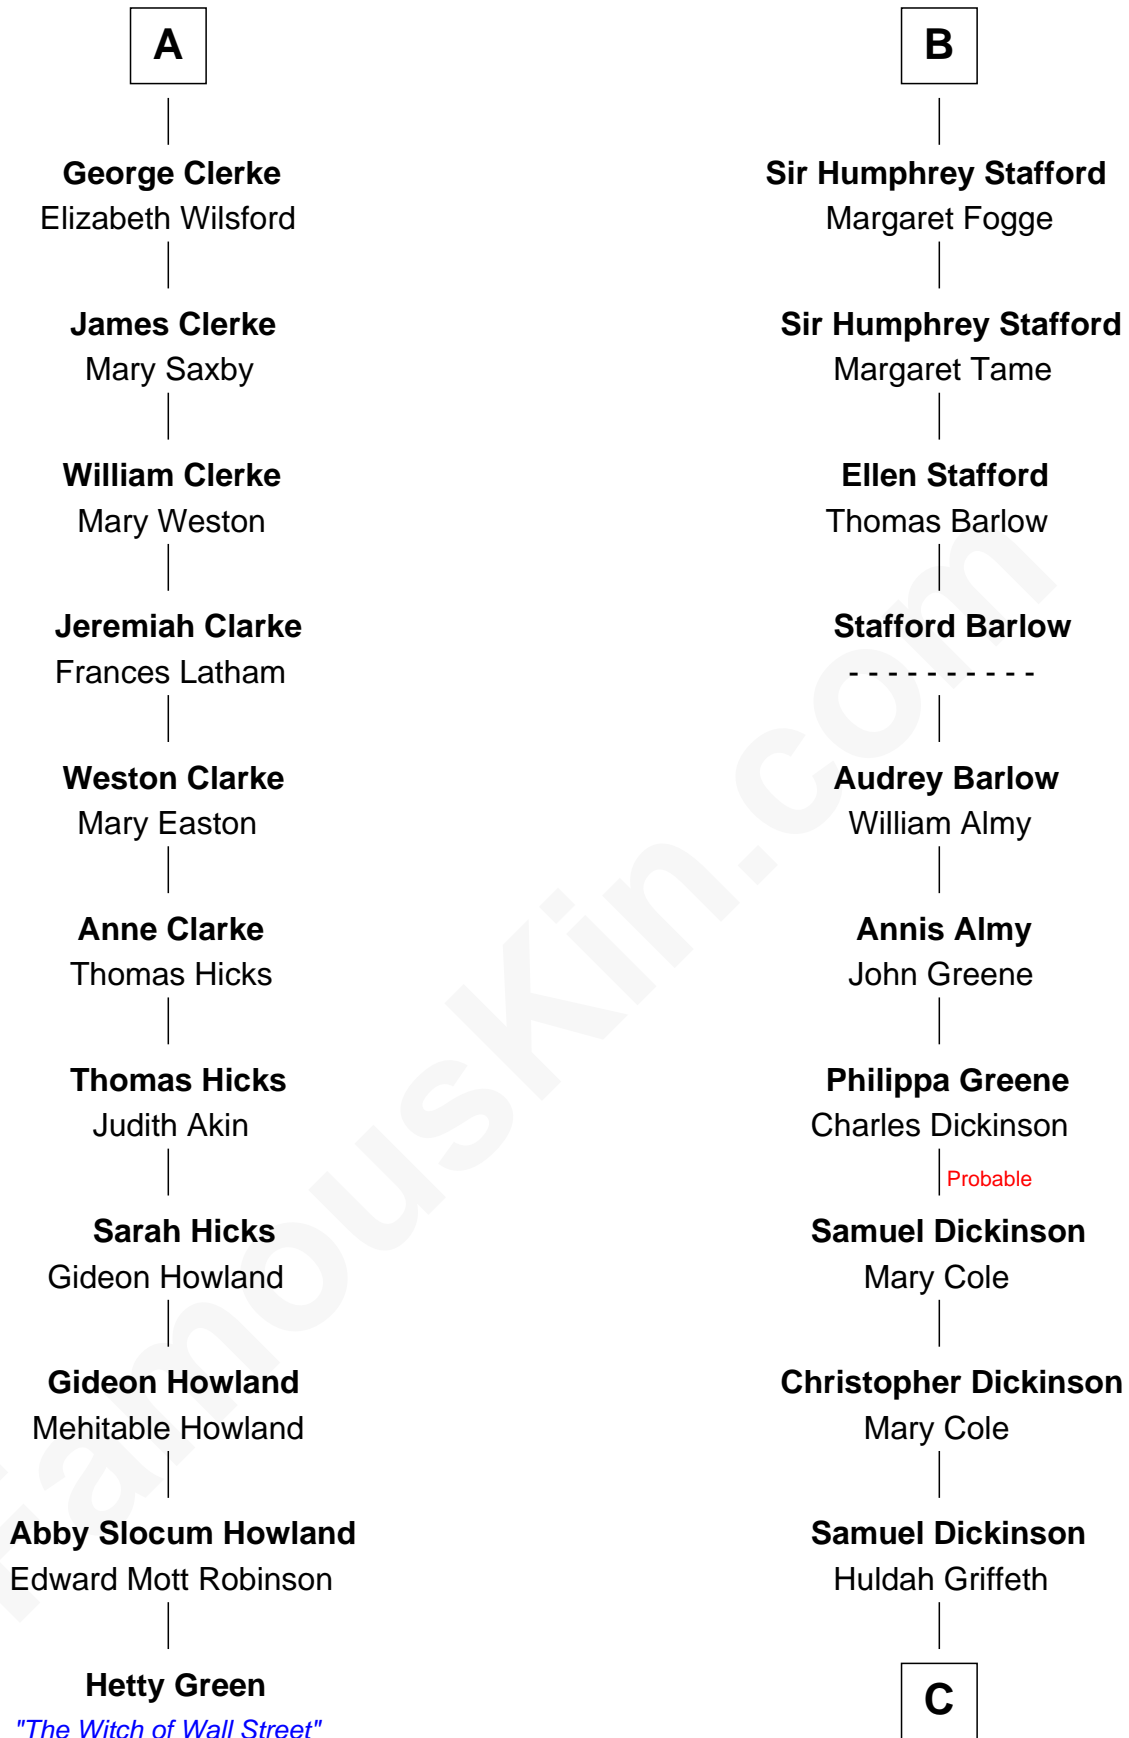 A
George Clerke
Elizabeth Wilsford
James Clerke
Mary Saxby
William Clerke
Mary Weston
Jeremiah Clarke
Frances Latham
Weston Clarke
Mary Easton
Anne Clarke
Thomas Hicks
Thomas Hicks
Judith Akin
Sarah Hicks
Gideon Howland
Gideon Howland
Mehitable Howland
Abby Slocum Howland
Edward Mott Robinson
Hetty Green
"The Witch of Wall Street"
B
Sir Humphrey Stafford
Margaret Fogge
Sir Humphrey Stafford
Margaret Tame
Ellen Stafford
Thomas Barlow
Stafford Barlow
- - - - - - - - - -
Audrey Barlow
William Almy
Annis Almy
John Greene
Philippa Greene
Charles Dickinson
Probable
Samuel Dickinson
Mary Cole
Christopher Dickinson
Mary Cole
Samuel Dickinson
Huldah Griffeth
C
FamousKin.com